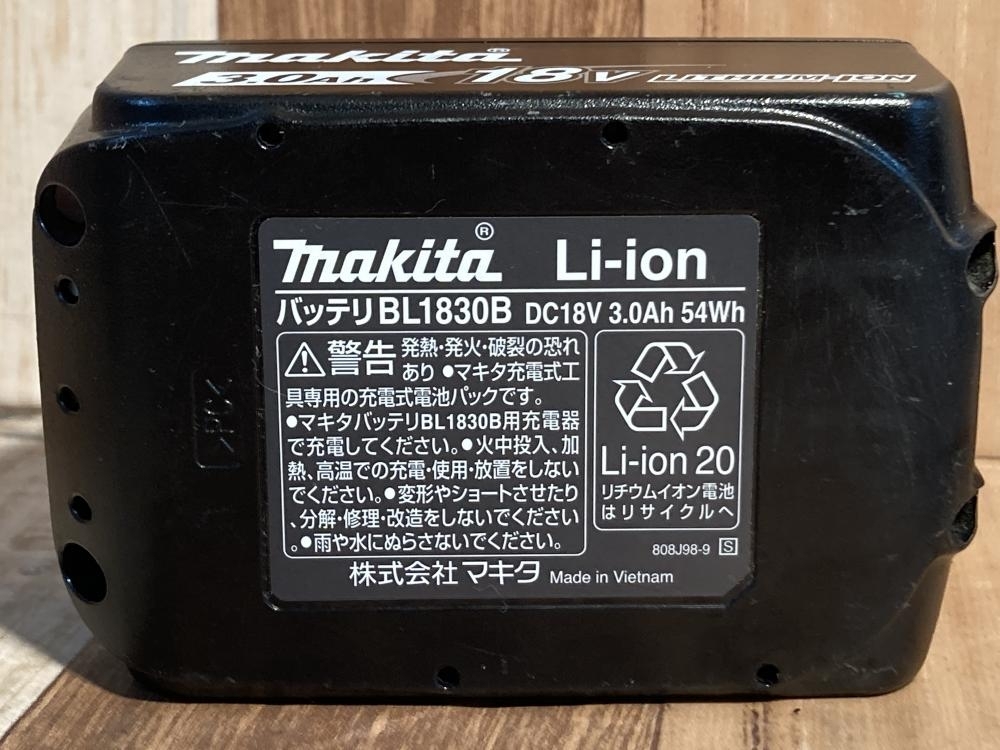 makita®
3.0Ah 18V LITHIUM-ION
makita® Li-ion
バッテリBL1830B DC18V 3.0Ah 54Wh
警告 発熱・発火・破裂の恐れ
あり ●マキタ充電式工
具専用の充電式電池パックです。
●マキタバッテリBL1830B用充電器
で充電してください。●火中投入、加
熱、高温での充電・使用・放置をしない
でください。●変形やショートさせたり
、分解・修理・改造をしないでください
。●雨や水にぬらさないでください。
Li-ion 20
リチウムイオン電池
はリサイクルへ
808J98-9 S
株式会社 マキタ Made in Vietnam